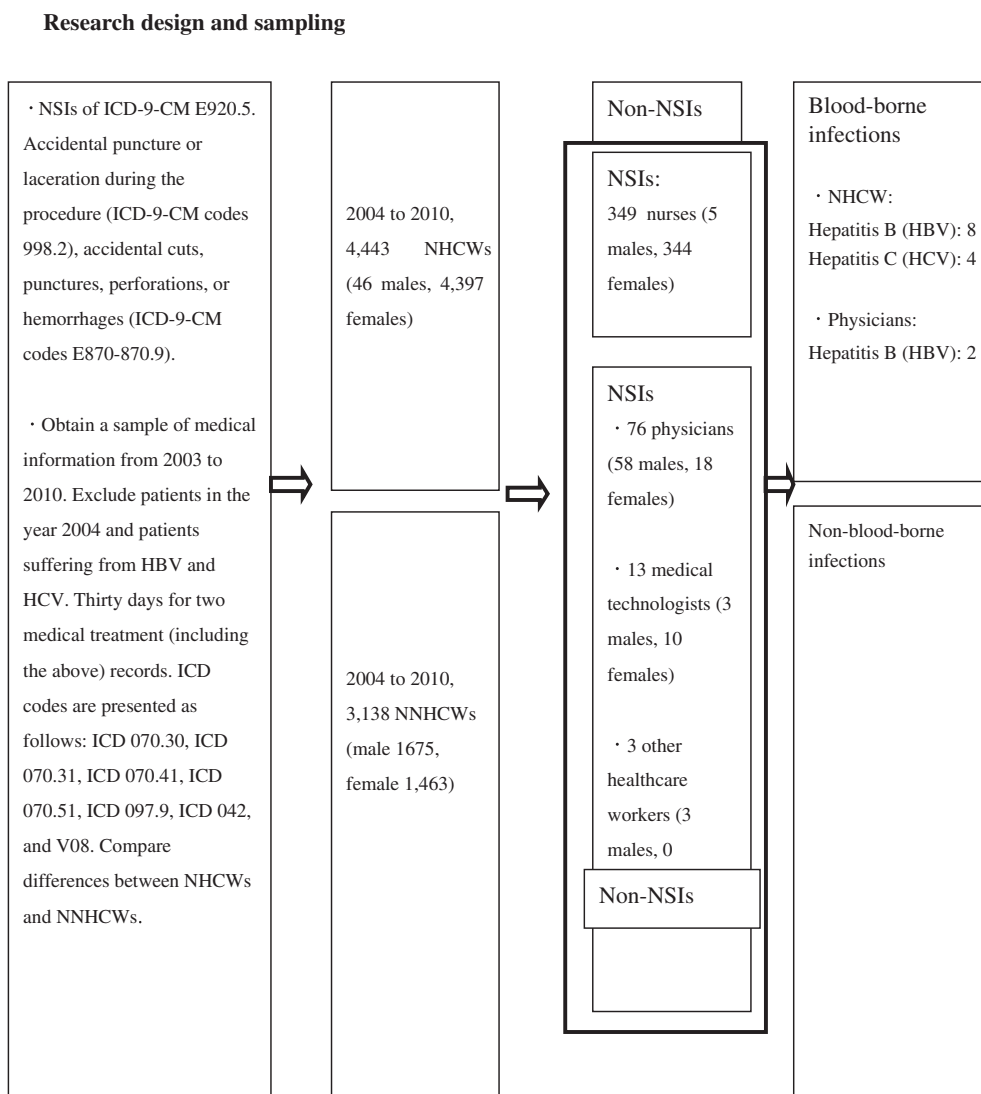 Research design and sampling
· NSIs of ICD-9-CM E920.5.
Accidental puncture or
laceration during the
procedure (ICD-9-CM codes
998.2), accidental cuts,
punctures, perforations, or
hemorrhages (ICD-9-CM
codes E870-870.9).
· Obtain a sample of medical
information from 2003 to
2010. Exclude patients in the
year 2004 and patients
suffering from HBV and
HCV. Thirty days for two
medical treatment (including
the above) records. ICD
codes are presented as
follows: ICD 070.30, ICD
070.31, ICD 070.41, ICD
070.51, ICD 097.9, ICD 042,
and V08. Compare
differences between NHCWs
and NNHCWs.
2004 to 2010,
4,443 NHCWs
(46 males, 4,397
females)
2004 to 2010,
3,138 NNHCWs
(male 1675,
female 1,463)
Non-NSIs
NSIs:
349 nurses (5
males, 344
females)
NSIs
· 76 physicians
(58 males, 18
females)
· 13 medical
technologists (3
males, 10
females)
· 3 other
healthcare
workers (3
males, 0
Non-NSIs
Blood-borne
infections
· NHCW:
Hepatitis B (HBV): 8
Hepatitis C (HCV): 4
· Physicians:
Hepatitis B (HBV): 2
Non-blood-borne
infections